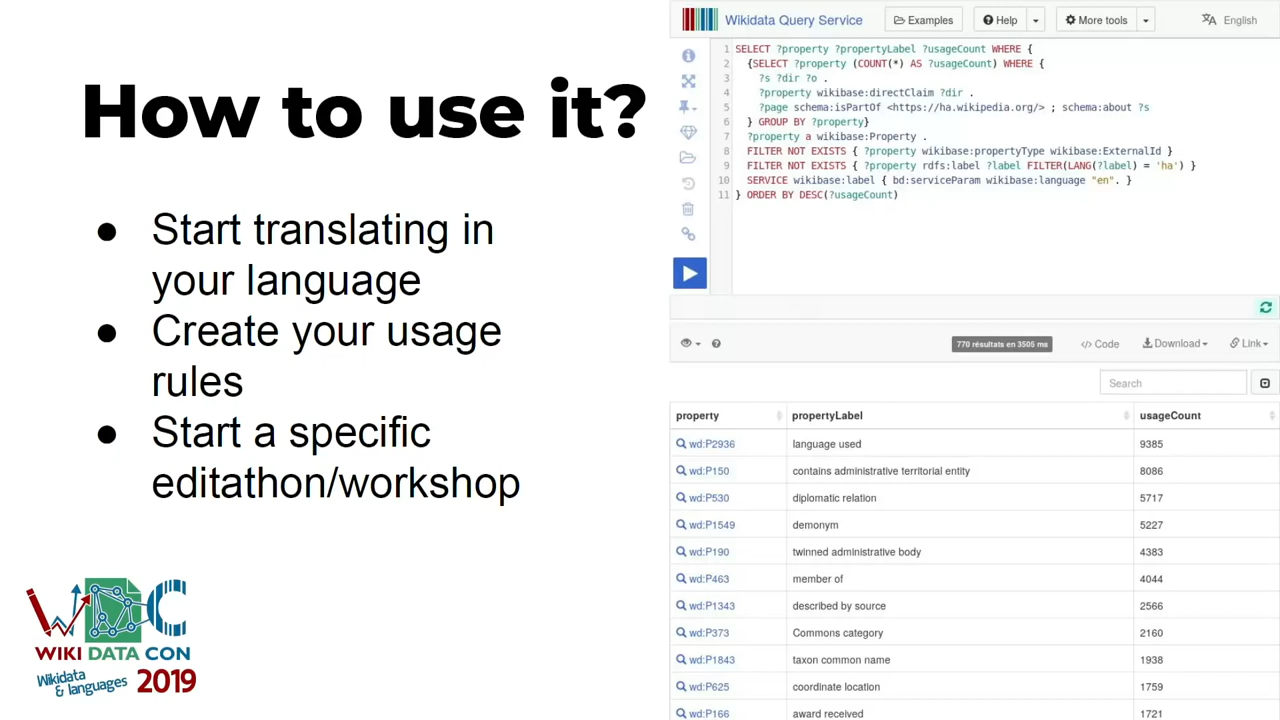 How to use it?
● Start translating in
your language
● Create your usage
rules
● Start a specific
editathon/workshop
WIKI DATA CON
Wikidata
& languages 2019
Wikidata Query Service Examples Help More tools English
1 SELECT ?property ?propertyLabel ?usageCount WHERE {
2 {SELECT ?property (COUNT(*) AS ?usageCount) WHERE {
3 ?s ?dir ?o .
4 ?property wikibase:directClaim ?dir .
5 ?page schema:isPartOf <https://ha.wikipedia.org/> ; schema:about ?s
6 } GROUP BY ?property}
7 ?property a wikibase:Property .
8 FILTER NOT EXISTS { ?property wikibase:propertyType wikibase:ExternalId }
9 FILTER NOT EXISTS { ?property rdfs:label ?label FILTER(LANG(?label) = 'ha') }
10 SERVICE wikibase:label { bd:serviceParam wikibase:language "en". }
11 } ORDER BY DESC(?usageCount)
770 résultats en 3505 ms </> Code Download Link
Search
property propertyLabel usageCount
wd:P2936 language used 9385
wd:P150 contains administrative territorial entity 8086
wd:P530 diplomatic relation 5717
wd:P1549 demonym 5227
wd:P190 twinned administrative body 4383
wd:P463 member of 4044
wd:P1343 described by source 2566
wd:P373 Commons category 2160
wd:P1843 taxon common name 1938
wd:P625 coordinate location 1759
wd:P166 award received 1721